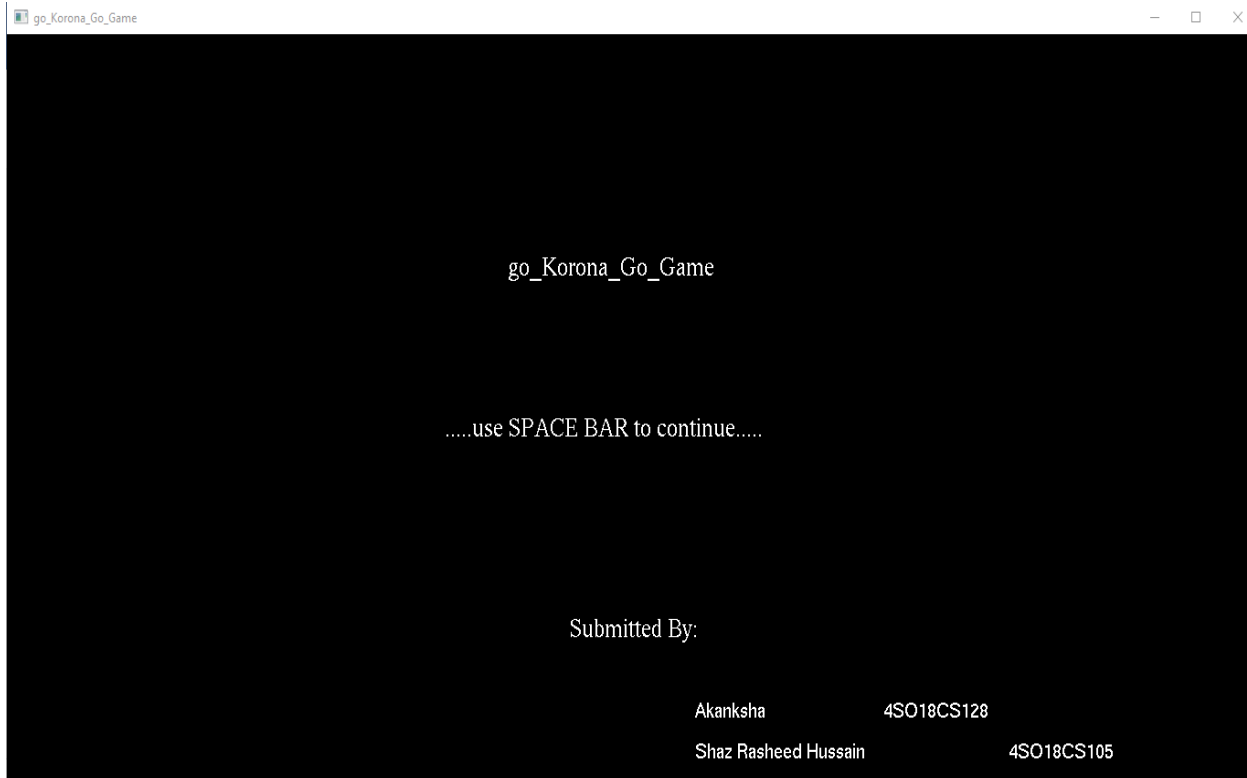 go_Korona_Go_Game
go_Korona_Go_Game
.....use SPACE BAR to continue.....
Submitted By:
Akanksha 4SO18CS128
Shaz Rasheed Hussain 4SO18CS105